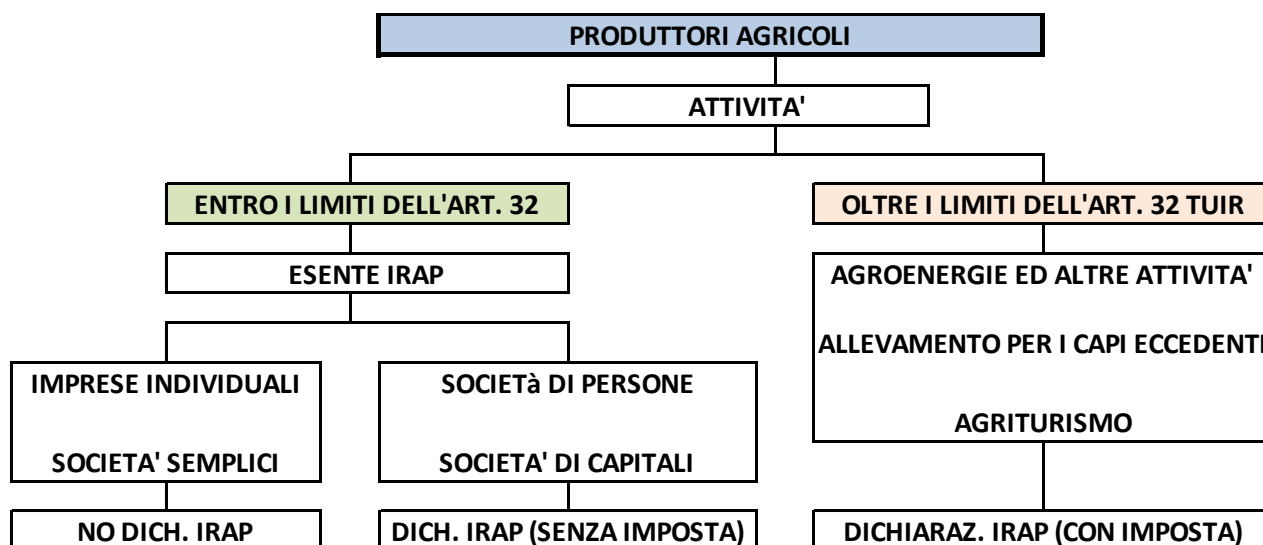 PRODUTTORI AGRICOLI
ATTIVITA'
ENTRO I LIMITI DELL'ART. 32
OLTRE I LIMITI DELL'ART. 32 TUIR
ESENTE IRAP
AGROENERGIE ED ALTRE ATTIVITA'
ALLEVAMENTO PER I CAPI ECCEDENTI
AGRITURISMO
IMPRESE INDIVIDUALI
SOCIETA' SEMPLICI
SOCIETà DI PERSONE
SOCIETA' DI CAPITALI
NO DICH. IRAP
DICH. IRAP (SENZA IMPOSTA)
DICHIARAZ. IRAP (CON IMPOSTA)